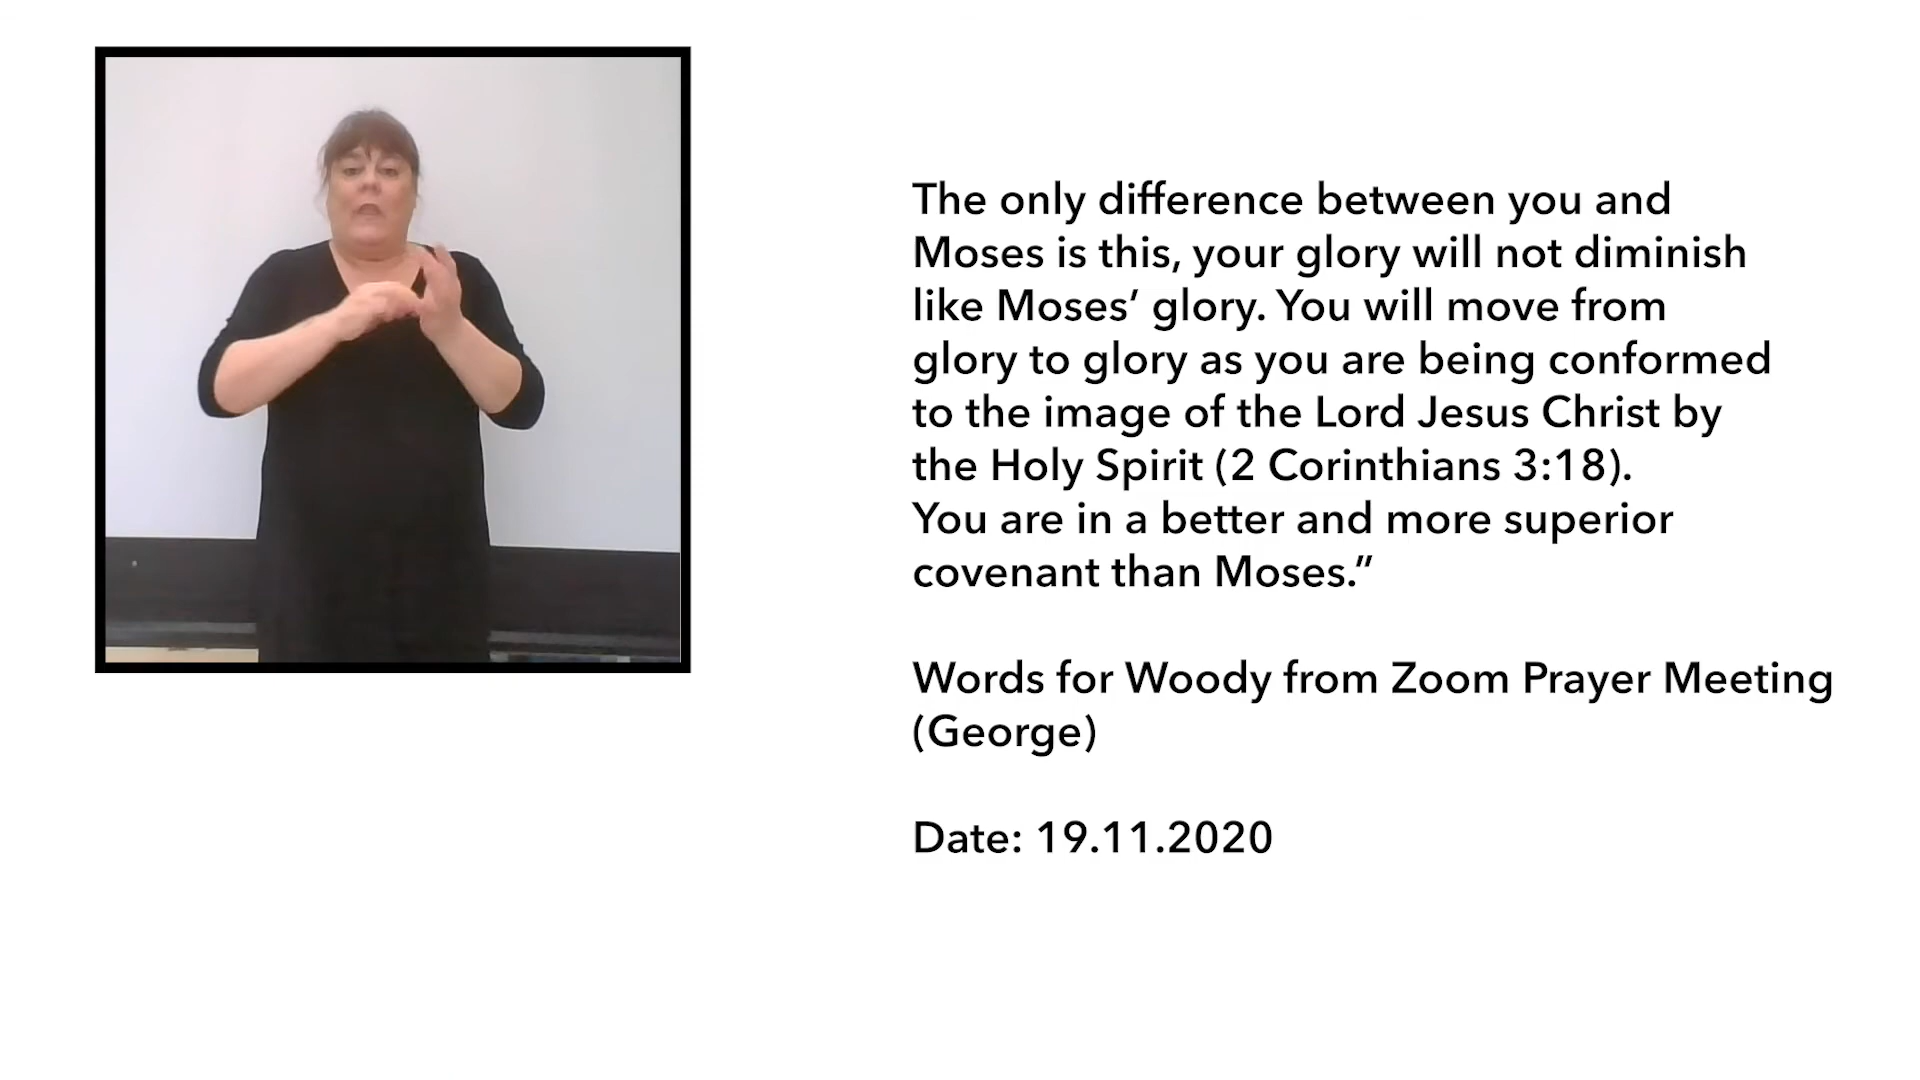 The only difference between you and
Moses is this, your glory will not diminish
like Moses’ glory. You will move from
glory to glory as you are being conformed
to the image of the Lord Jesus Christ by
the Holy Spirit (2 Corinthians 3:18).
You are in a better and more superior
covenant than Moses.”
Words for Woody from Zoom Prayer Meeting
(George)
Date: 19.11.2020